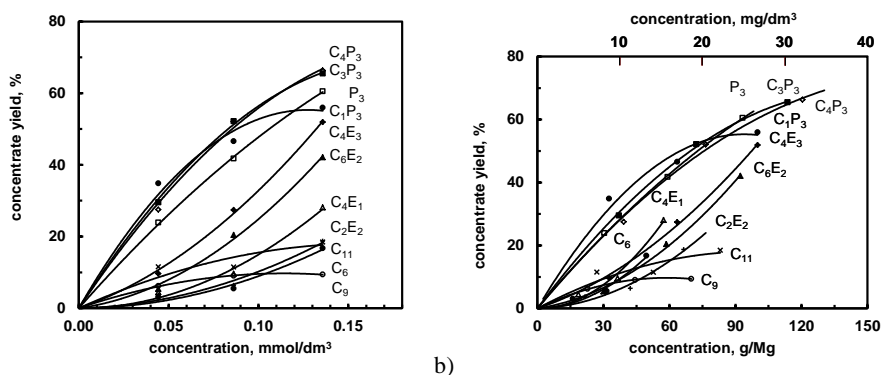 80
60
40
20
0
0.00
0.05
0.10
0.15
concentrate yield, %
concentration, mmol/dm³
C₄P₃
C₃P₃
P₃
C₁P₃
C₄E₃
C₆E₂
C₄E₁
C₂E₂
C₁₁
C₆
C₉
b)
concentration, mg/dm³
0
10
20
30
40
80
60
40
20
0
0
30
60
90
120
150
concentrate yield, %
concentration, g/Mg
P₃
C₃P₃
C₄P₃
C₁P₃
C₄E₃
C₆E₂
C₄E₁
C₂E₂
C₆
C₁₁
C₉